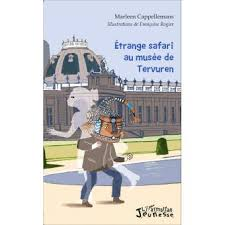 Marleen Cappellemans
Illustrations de Françoise Rogier
Étrange safari
au musée de
Tervuren
L'Harmattan
Jeunesse